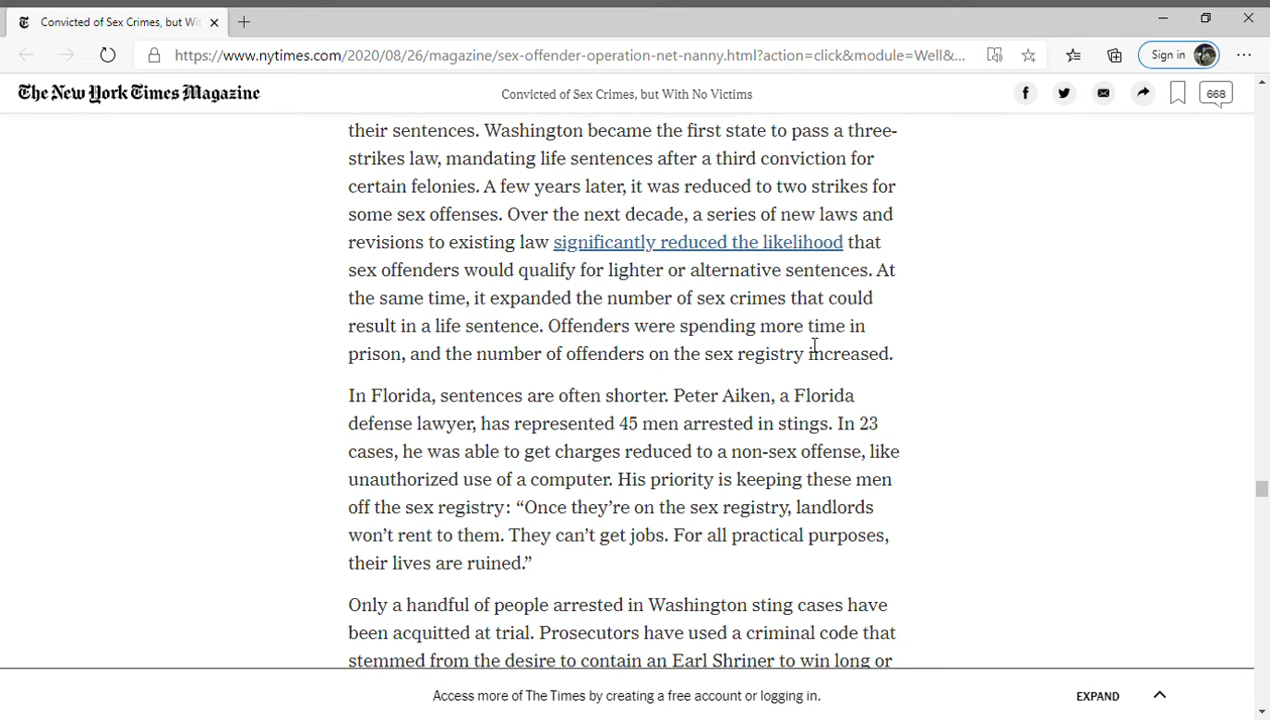 Convicted of Sex Crimes, but Wit
https://www.nytimes.com/2020/08/26/magazine/sex-offender-operation-net-nanny.html?action=click&module=Well&...
Sign in
The New York Times Magazine
Convicted of Sex Crimes, but With No Victims
668
their sentences. Washington became the first state to pass a three-
strikes law, mandating life sentences after a third conviction for
certain felonies. A few years later, it was reduced to two strikes for
some sex offenses. Over the next decade, a series of new laws and
revisions to existing law significantly reduced the likelihood that
sex offenders would qualify for lighter or alternative sentences. At
the same time, it expanded the number of sex crimes that could
result in a life sentence. Offenders were spending more time in
prison, and the number of offenders on the sex registry increased.
In Florida, sentences are often shorter. Peter Aiken, a Florida
defense lawyer, has represented 45 men arrested in stings. In 23
cases, he was able to get charges reduced to a non-sex offense, like
unauthorized use of a computer. His priority is keeping these men
off the sex registry: “Once they’re on the sex registry, landlords
won’t rent to them. They can’t get jobs. For all practical purposes,
their lives are ruined.”
Only a handful of people arrested in Washington sting cases have
been acquitted at trial. Prosecutors have used a criminal code that
stemmed from the desire to contain an Earl Shriner to win long or
Access more of The Times by creating a free account or logging in.
EXPAND